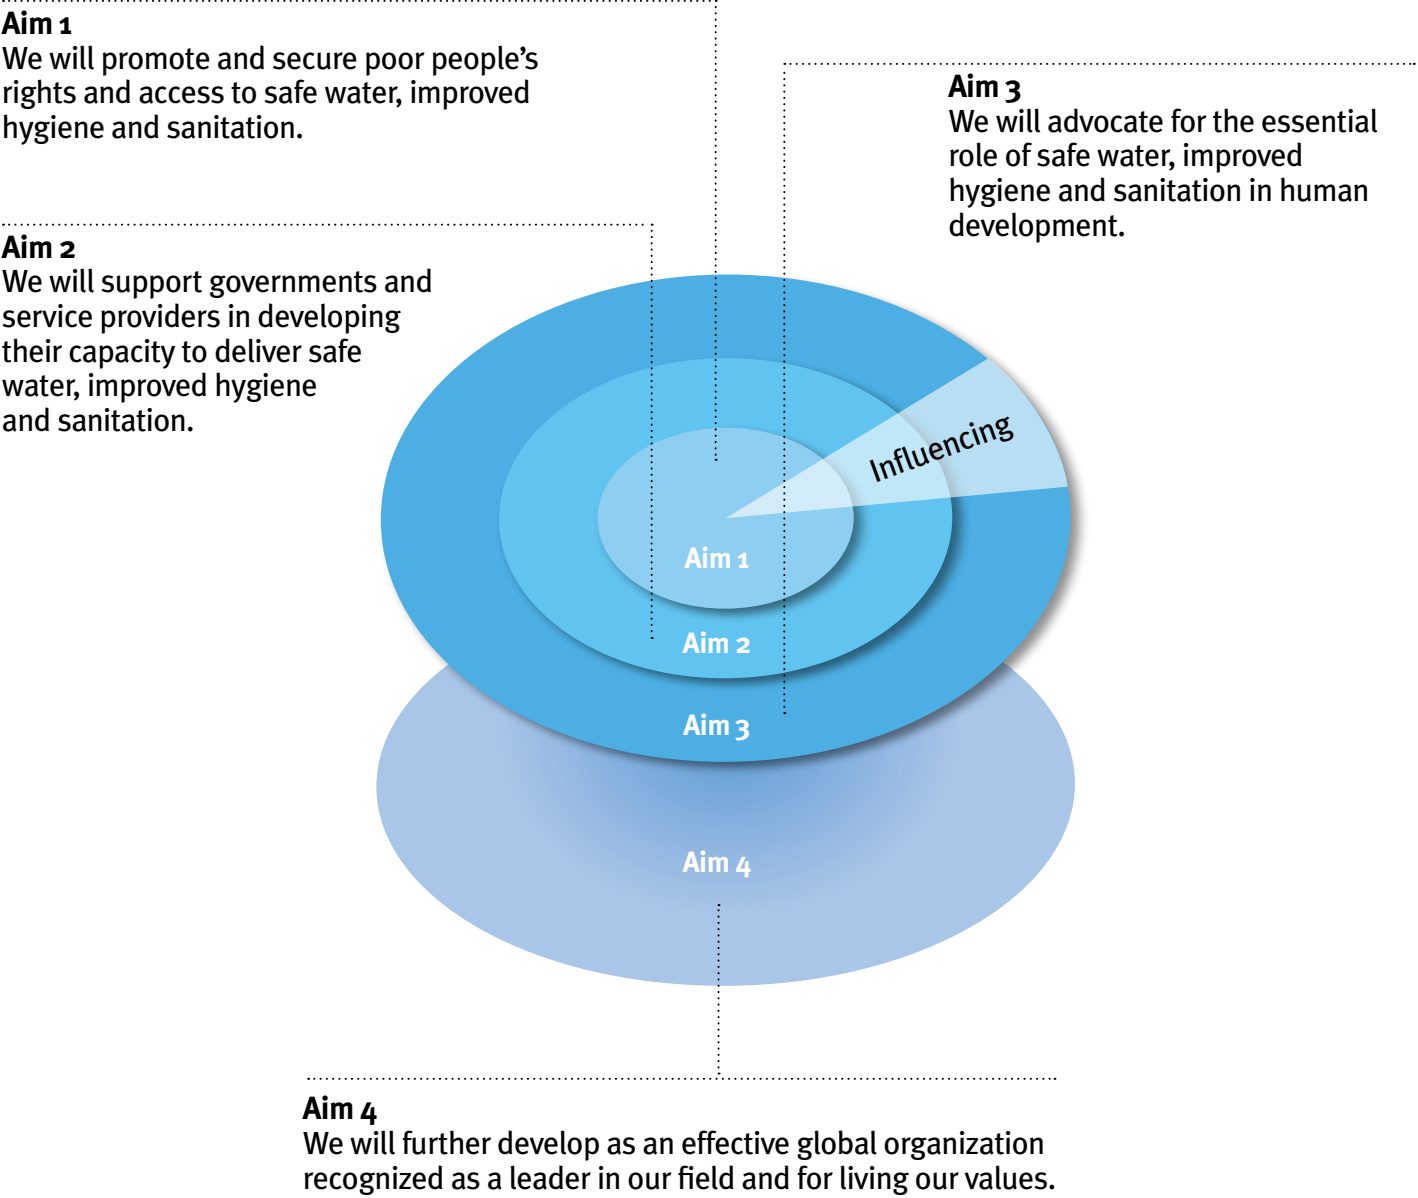 Aim 1
We will promote and secure poor people’s
rights and access to safe water, improved
hygiene and sanitation.
Aim 3
We will advocate for the essential
role of safe water, improved
hygiene and sanitation in human
development.
Aim 2
We will support governments and
service providers in developing
their capacity to deliver safe
water, improved hygiene
and sanitation.
Influencing
Aim 1
Aim 2
Aim 3
Aim 4
Aim 4
We will further develop as an effective global organization
recognized as a leader in our field and for living our values.